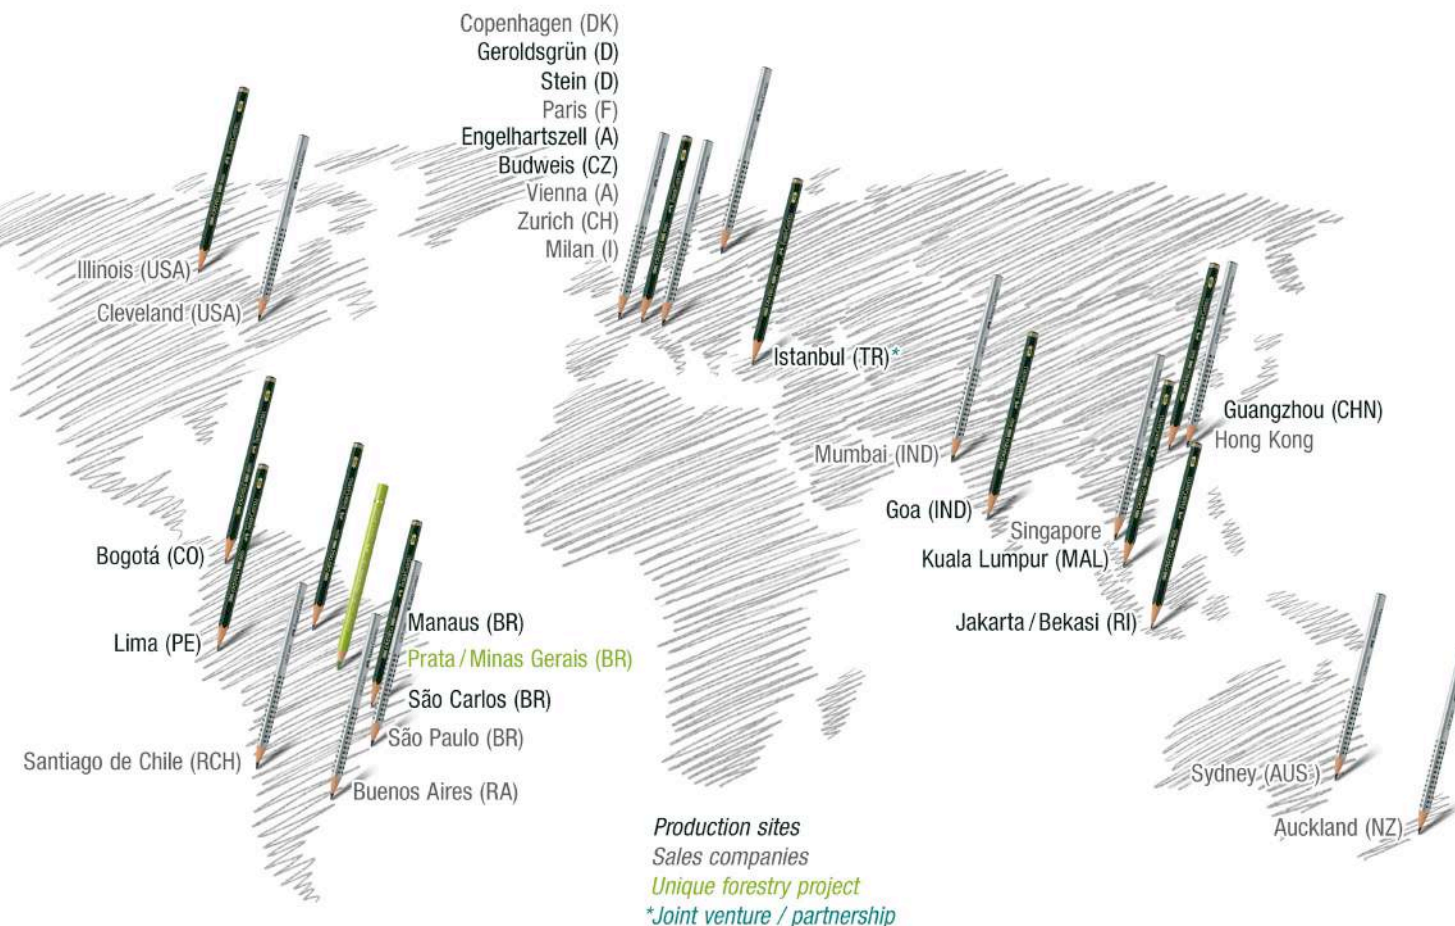 Copenhagen (DK)
Geroldsgrün (D)
Stein (D)
Paris (F)
Engelhartszell (A)
Budweis (CZ)
Vienna (A)
Zurich (CH)
Milan (I)
Illinois (USA)
Cleveland (USA)
Istanbul (TR)*
Guangzhou (CHN)
Hong Kong
Mumbai (IND)
Goa (IND)
Singapore
Kuala Lumpur (MAL)
Bogotá (CO)
Jakarta / Bekasi (RI)
Lima (PE)
Manaus (BR)
Prata / Minas Gerais (BR)
São Carlos (BR)
São Paulo (BR)
Santiago de Chile (RCH)
Buenos Aires (RA)
Sydney (AUS )
Auckland (NZ)
Production sites
Sales companies
Unique forestry project
*Joint venture / partnership